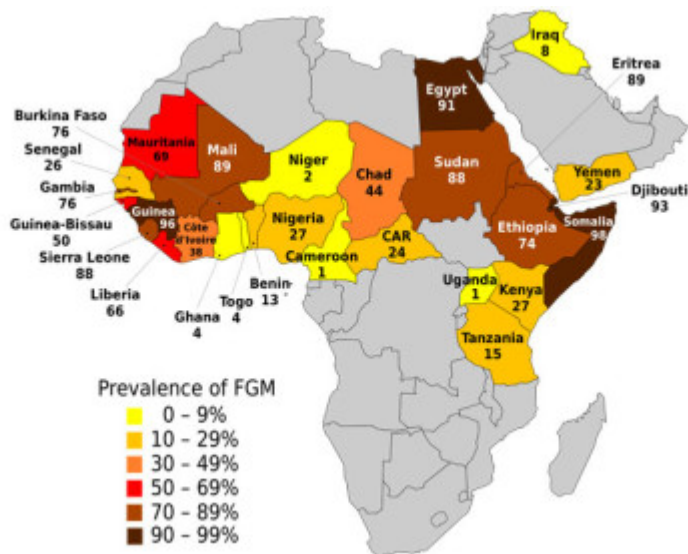 Iraq
8
Eritrea
89
Egypt
91
Burkina Faso
76
Mauritania
69
Mali
89
Niger
2
Chad
44
Sudan
88
Yemen
23
Senegal
26
Gambia
76
Djibouti
93
Guinea
96
Côte
d'Ivoire
38
Nigeria
27
CAR
24
Ethiopia
74
Somalia
98
Guinea-Bissau
50
Sierra Leone
88
Cameroon
1
Uganda
1
Kenya
27
Liberia
66
Ghana
4
Togo
4
Benin
13
Tanzania
15
Prevalence of FGM
0 – 9%
10 – 29%
30 – 49%
50 – 69%
70 – 89%
90 – 99%